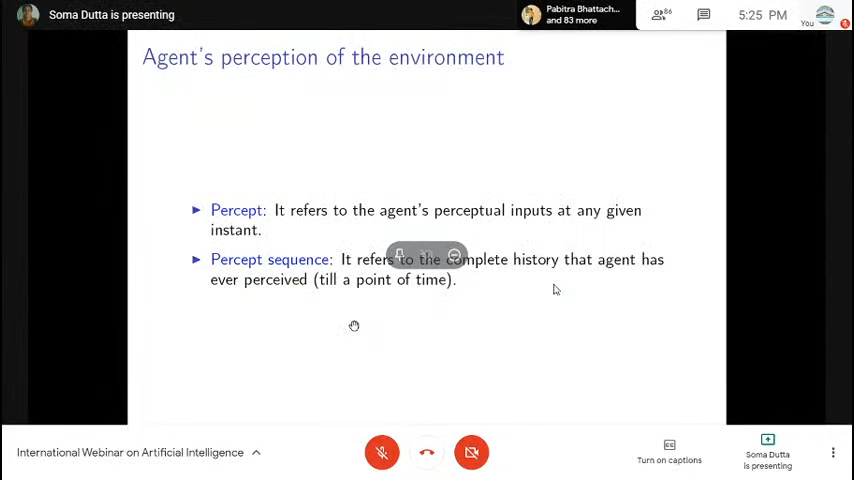 Soma Dutta is presenting
Pabitra Bhattach...
and 83 more
86
5:25 PM
You
Agent's perception of the environment
Percept: It refers to the agent's perceptual inputs at any given
instant.
Percept sequence: It refers to the complete history that agent has
ever perceived (till a point of time).
International Webinar on Artificial Intelligence
Turn on captions
Soma Dutta
is presenting